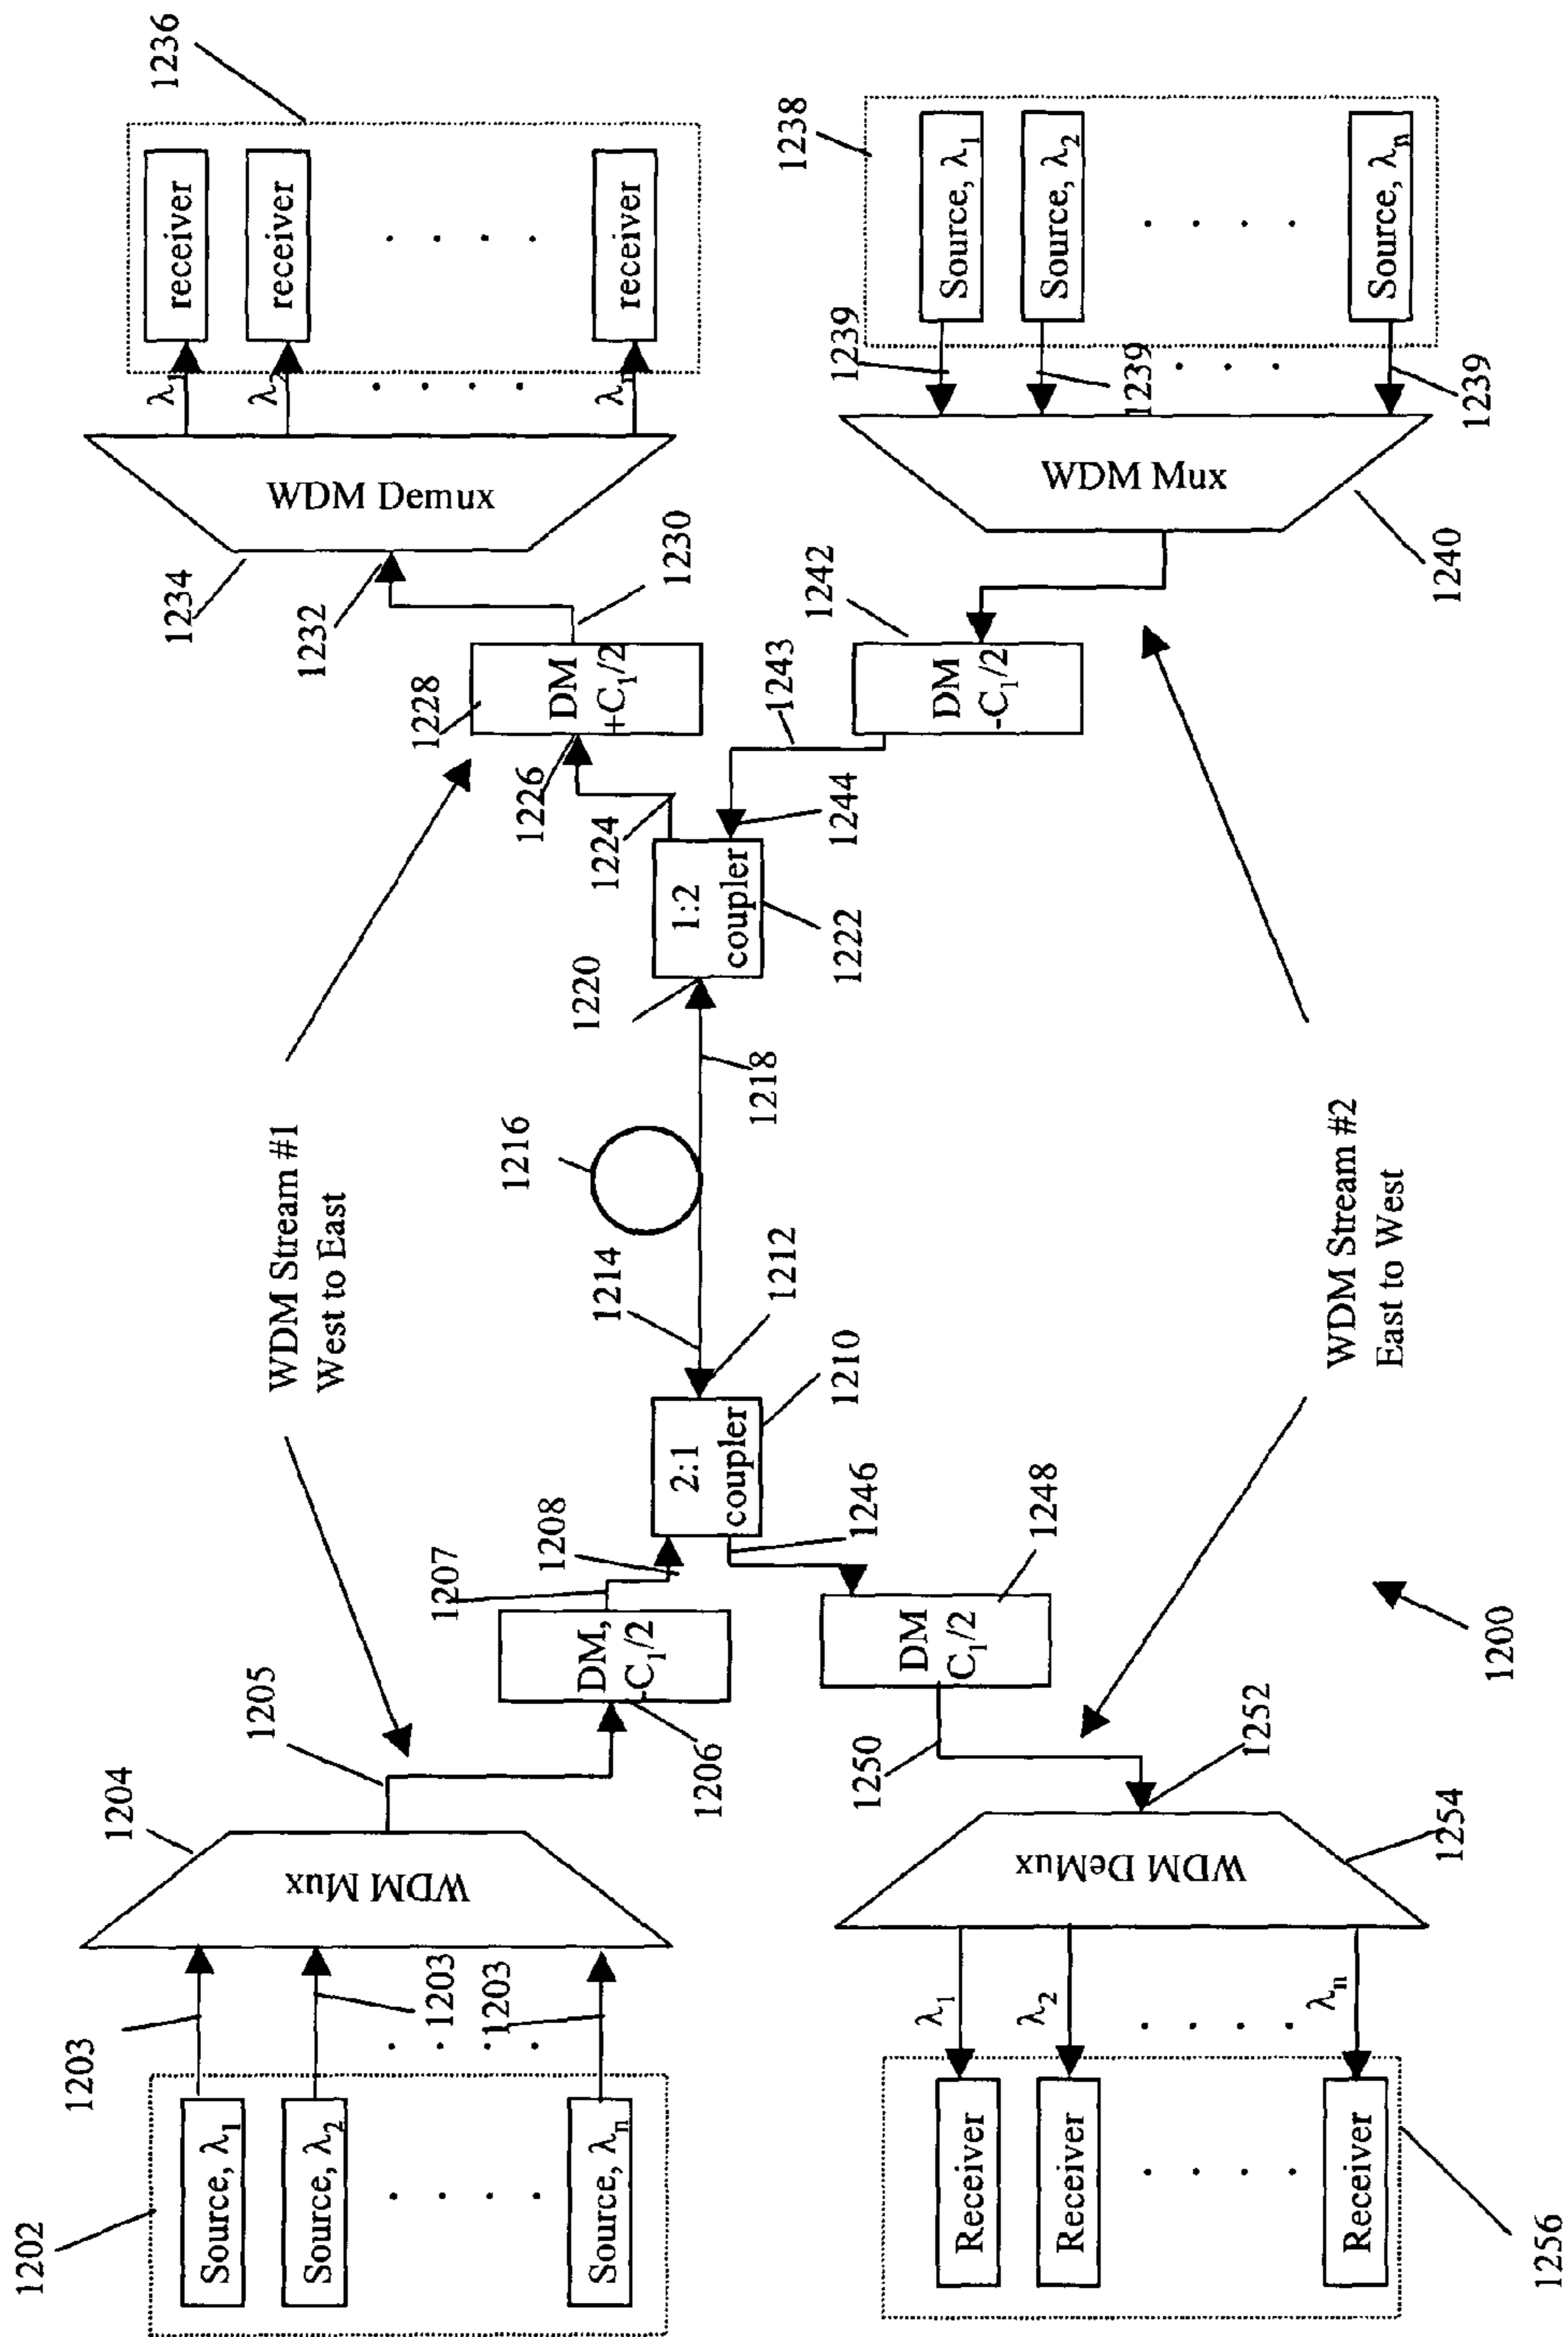 1202
Source, λ1
Source, λ2
. . . .
Source, λn
1203
1203
1203
. . . .
1204
WDM Mux
1205
DM,
-C1/2
1206
1207
1208
2:1
coupler
1210
1212
1214
1216
1218
1220
1:2
coupler
1222
1224
1226
DM
+C1/2
1228
1230
1232
1234
WDM Demux
λ1
λ2
. . . .
λn
receiver
receiver
. . . .
receiver
1236
WDM Stream #1
West to East
1238
Source, λ1
Source, λ2
. . . .
Source, λn
1239
1239
. . . .
1239
WDM Mux
1240
1242
DM
-C1/2
1243
1244
1246
DM
C1/2
1248
1250
1252
WDM DeMux
1254
λ1
λ2
. . . .
λn
Receiver
Receiver
. . . .
Receiver
1256
WDM Stream #2
East to West
1200